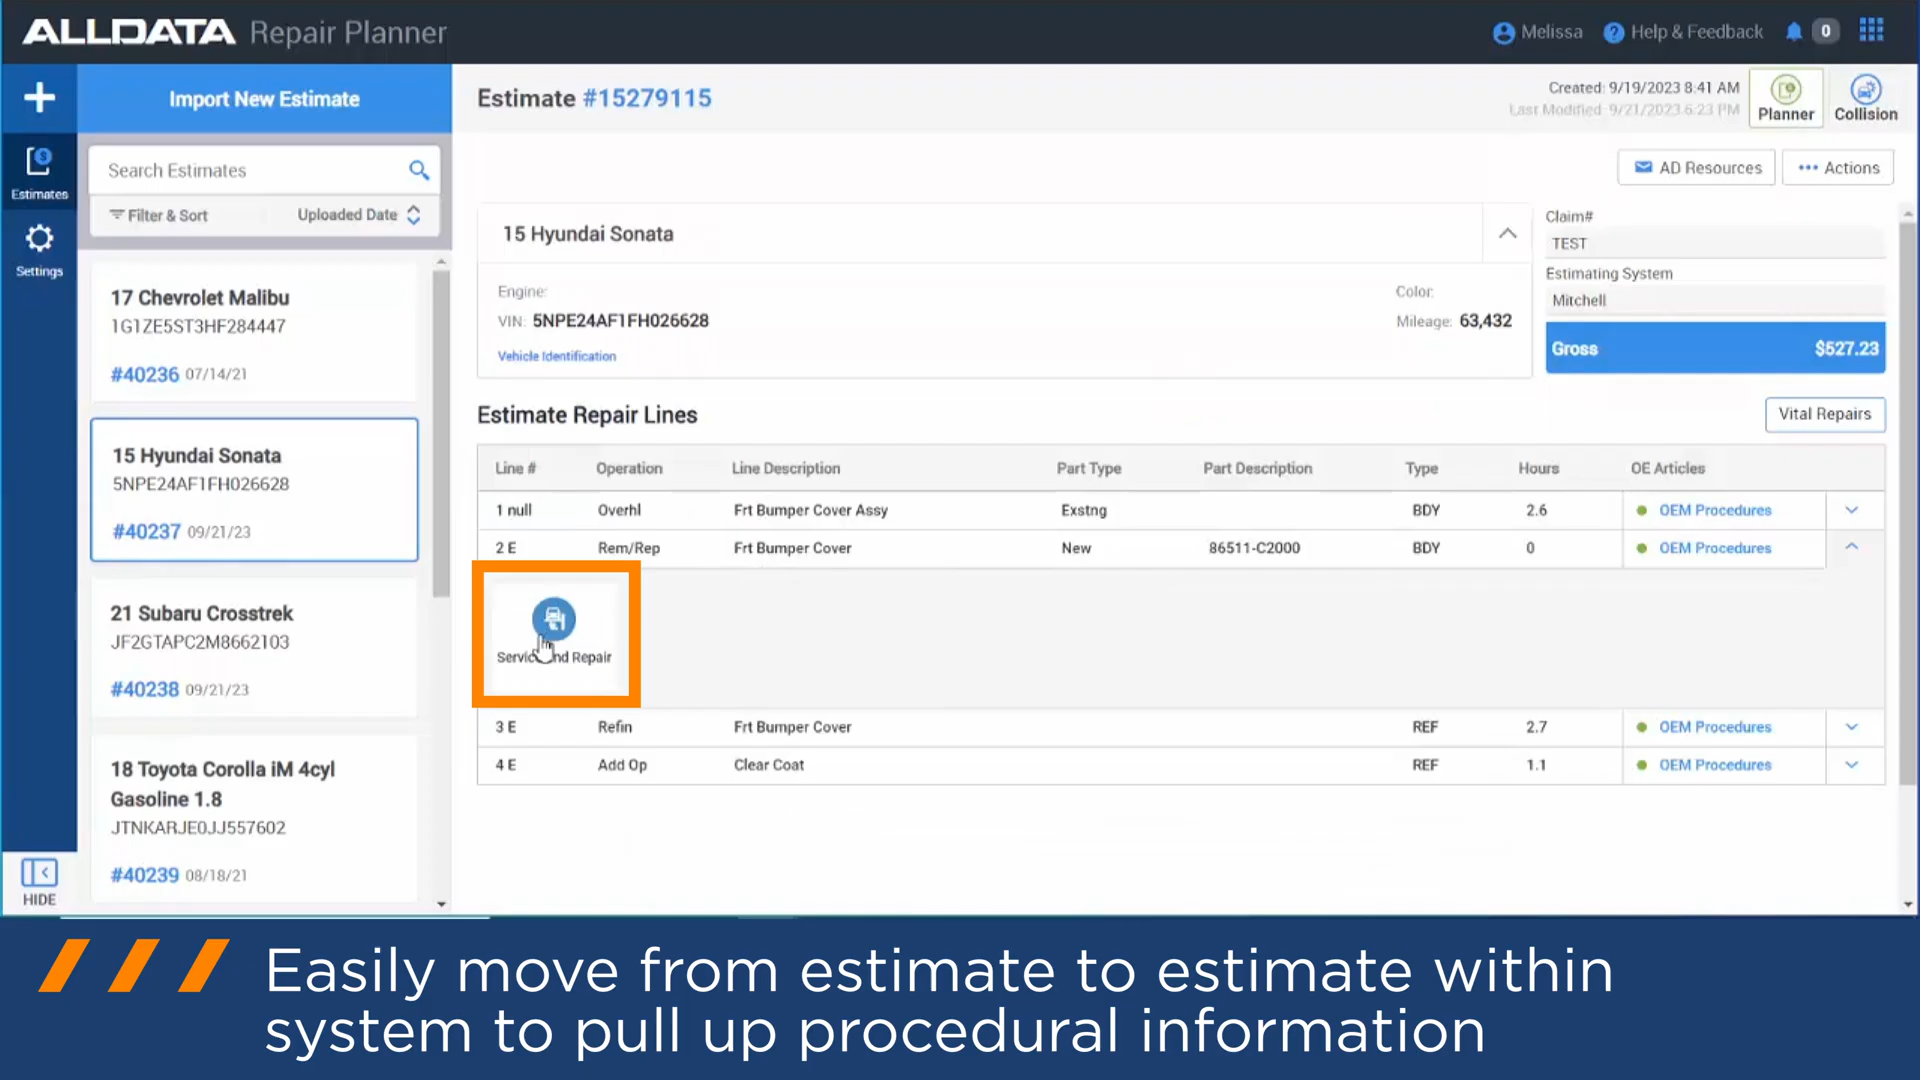 ALLDATA Repair Planner
Melissa
Help & Feedback
0
Import New Estimate
Estimate #15279115
Created: 9/19/2023 8:41 AM
Last Modified: 9/21/2023 6:23 PM
Planner
Collision
Estimates
Settings
HIDE
Search Estimates
Filter & Sort
Uploaded Date
17 Chevrolet Malibu
1G1ZE5ST3HF284447
#40236 07/14/21
15 Hyundai Sonata
5NPE24AF1FH026628
#40237 09/21/23
21 Subaru Crosstrek
JF2GTAPC2M8662103
#40238 09/21/23
18 Toyota Corolla iM 4cyl
Gasoline 1.8
JTNKARJE0JJ557602
#40239 08/18/21
AD Resources
Actions
15 Hyundai Sonata
Engine:
Color:
VIN: 5NPE24AF1FH026628
Mileage: 63,432
Vehicle Identification
Claim#
TEST
Estimating System
Mitchell
Gross $527.23
Estimate Repair Lines
Vital Repairs
Line # Operation Line Description Part Type Part Description Type Hours OE Articles
1 null Overhl Frt Bumper Cover Assy Exstng BDY 2.6 OEM Procedures
2 E Rem/Rep Frt Bumper Cover New 86511-C2000 BDY 0 OEM Procedures
Repair
3 E Refin Frt Bumper Cover REF 2.7 OEM Procedures
4 E Add Op Clear Coat REF 1.1 OEM Procedures
Easily move from estimate to estimate within
system to pull up procedural information